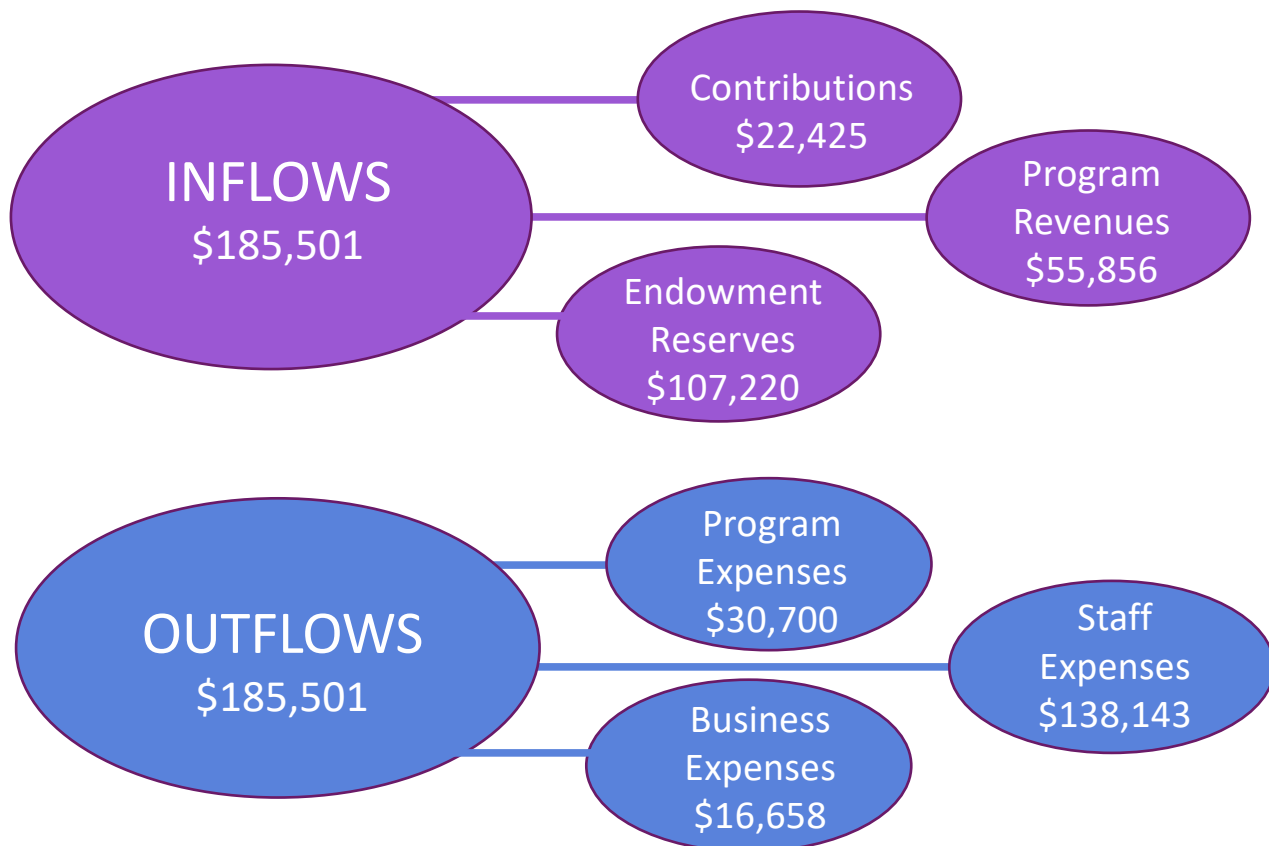 INFLOWS
$185,501
Contributions
$22,425
Program
Revenues
$55,856
Endowment
Reserves
$107,220
OUTFLOWS
$185,501
Program
Expenses
$30,700
Staff
Expenses
$138,143
Business
Expenses
$16,658